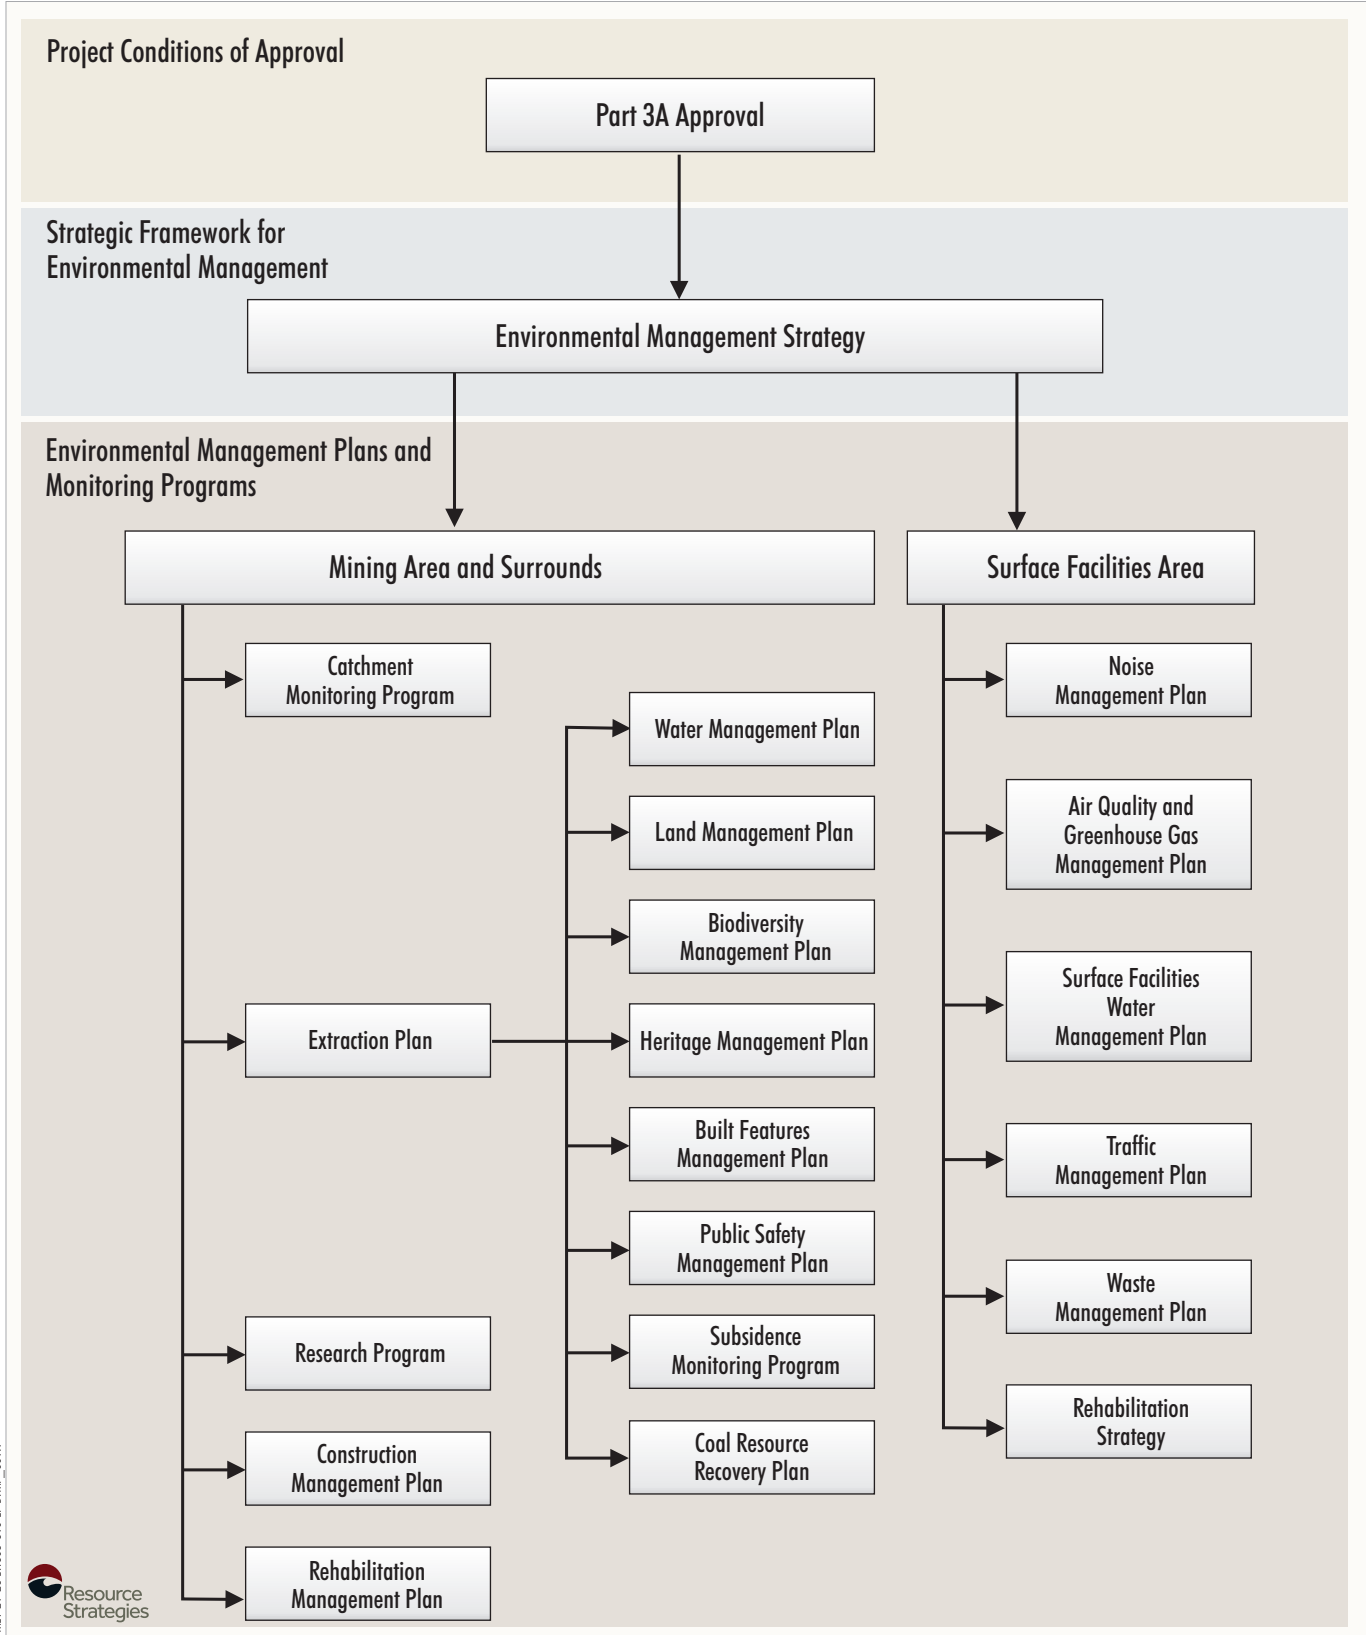 Project Conditions of Approval
Part 3A Approval
Strategic Framework for
Environmental Management
Environmental Management Strategy
Environmental Management Plans and
Monitoring Programs
Mining Area and Surrounds
Catchment
Monitoring Program
Extraction Plan
Water Management Plan
Land Management Plan
Biodiversity
Management Plan
Heritage Management Plan
Built Features
Management Plan
Public Safety
Management Plan
Subsidence
Monitoring Program
Coal Resource
Recovery Plan
Research Program
Construction
Management Plan
Rehabilitation
Management Plan
Surface Facilities Area
Noise
Management Plan
Air Quality and
Greenhouse Gas
Management Plan
Surface Facilities
Water
Management Plan
Traffic
Management Plan
Waste
Management Plan
Rehabilitation
Strategy
Resource
Strategies